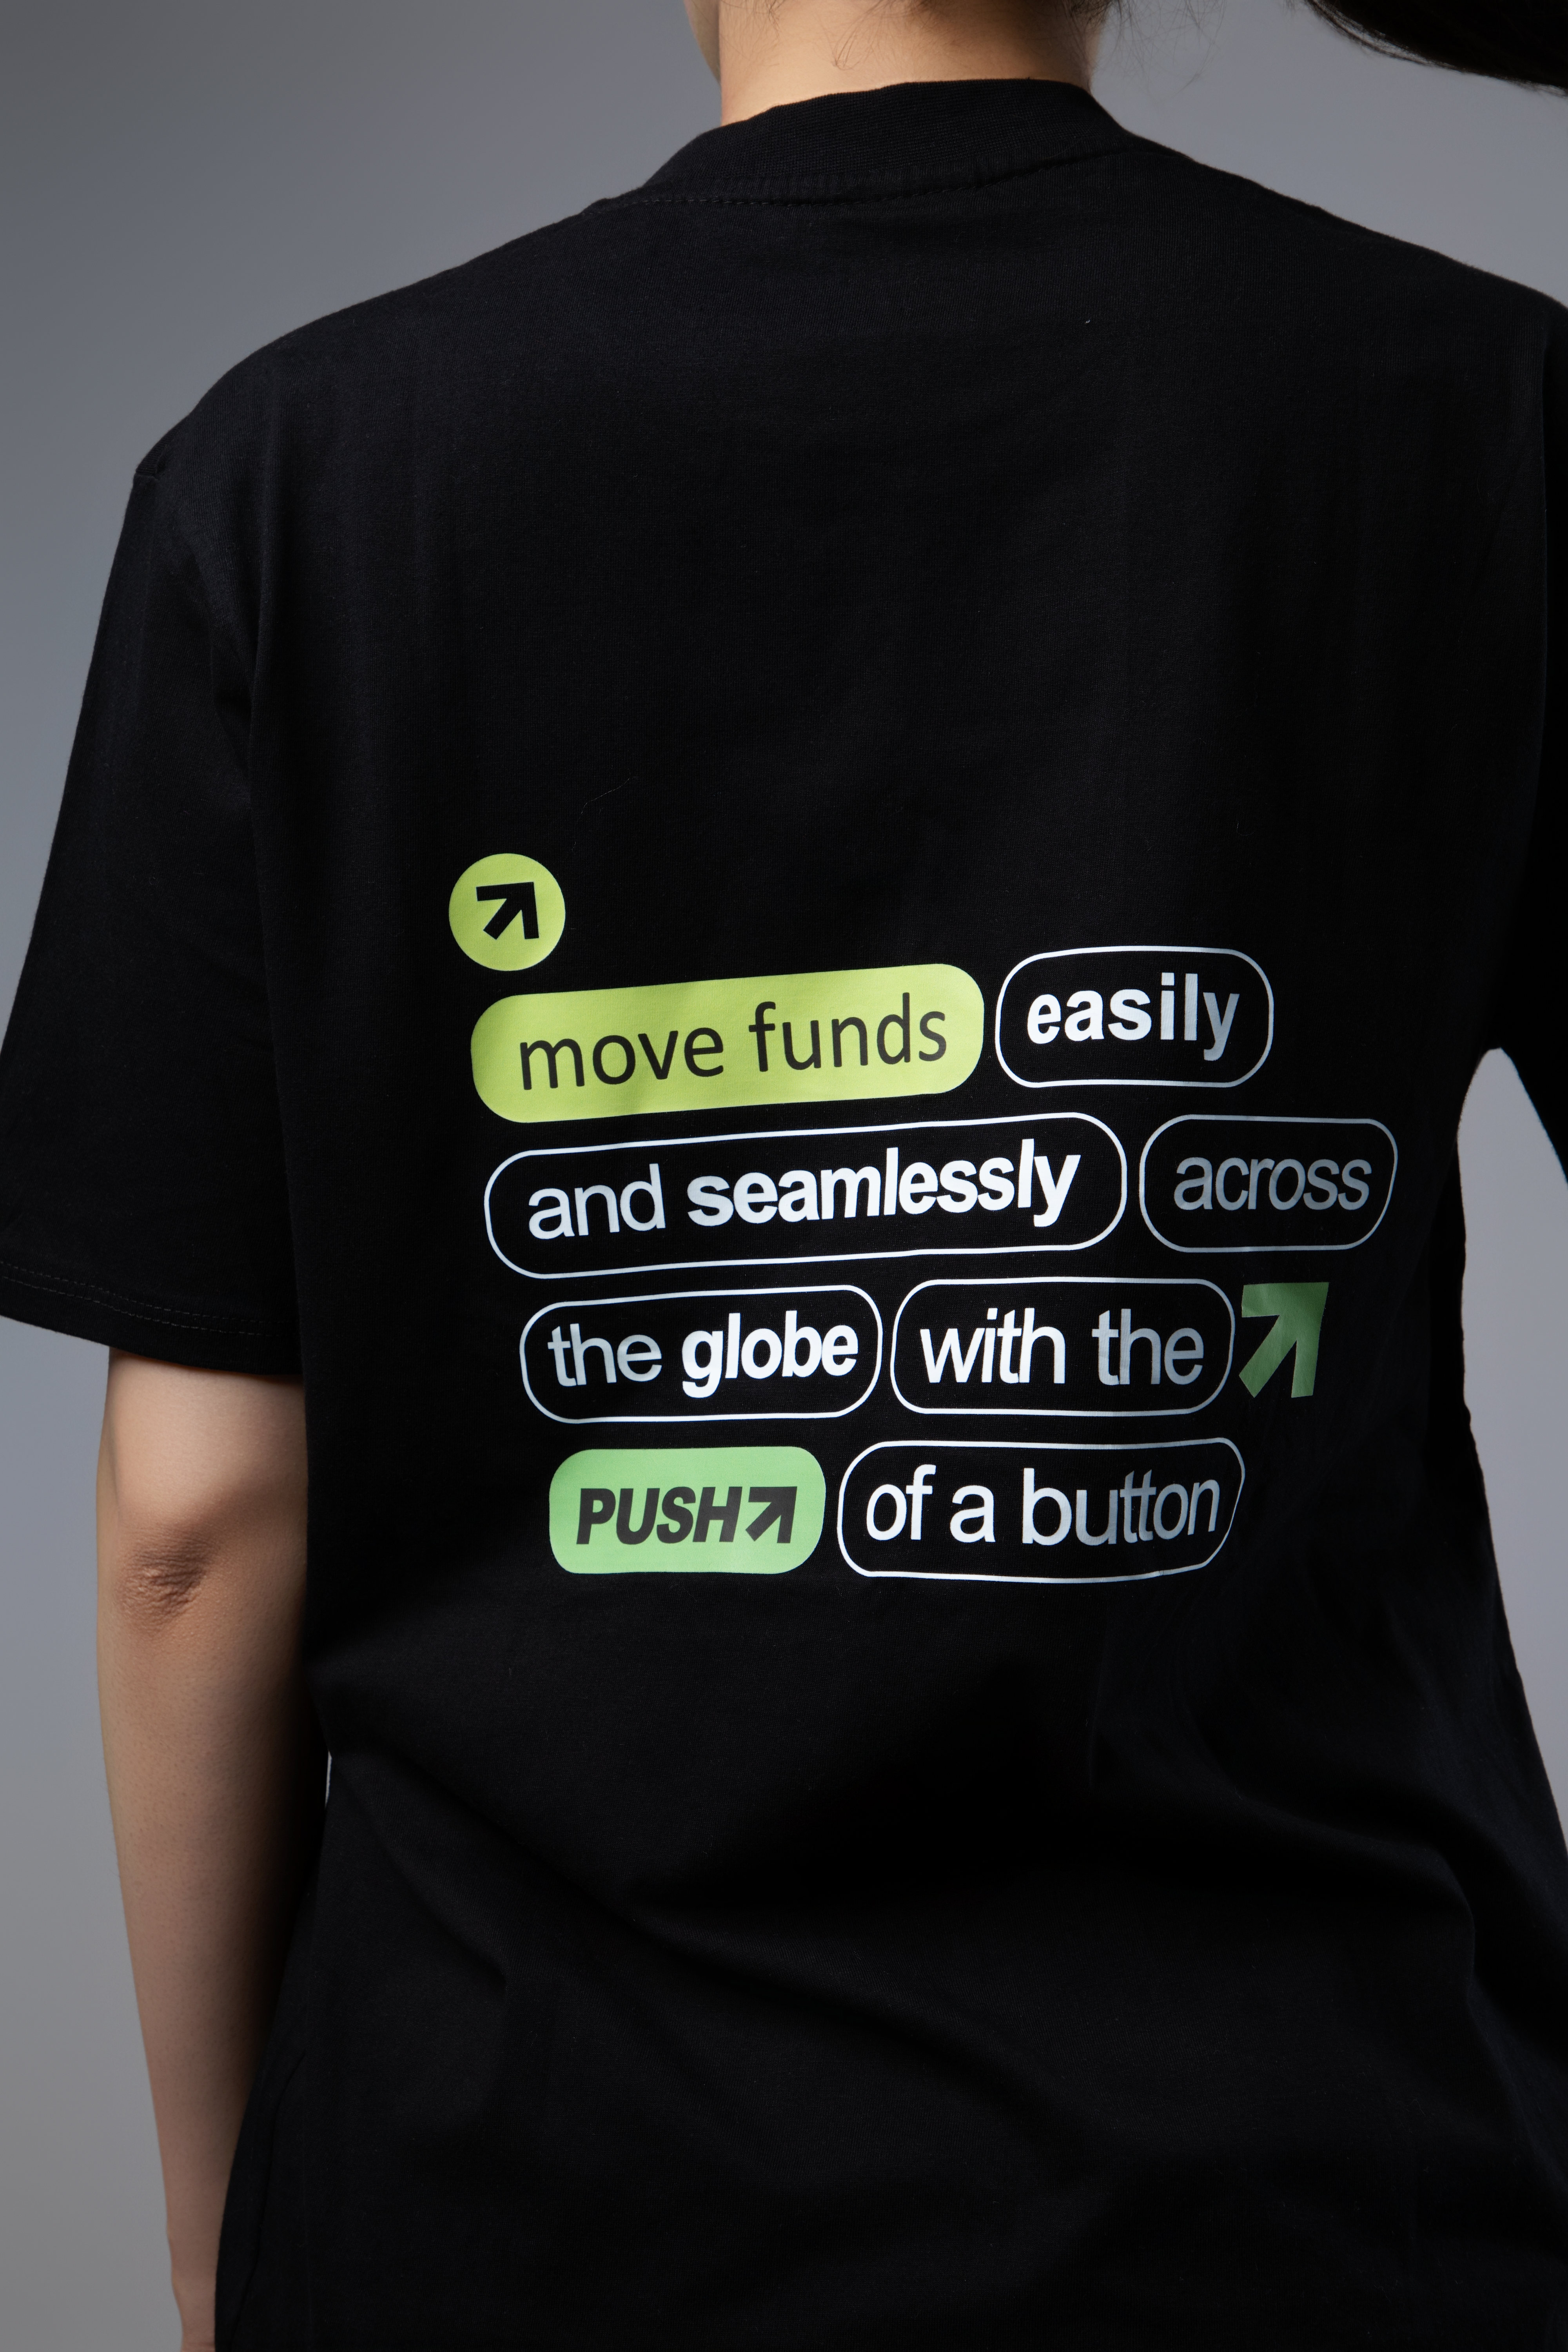 move funds easily
and seamlessly across
the globe with the
PUSH of a button